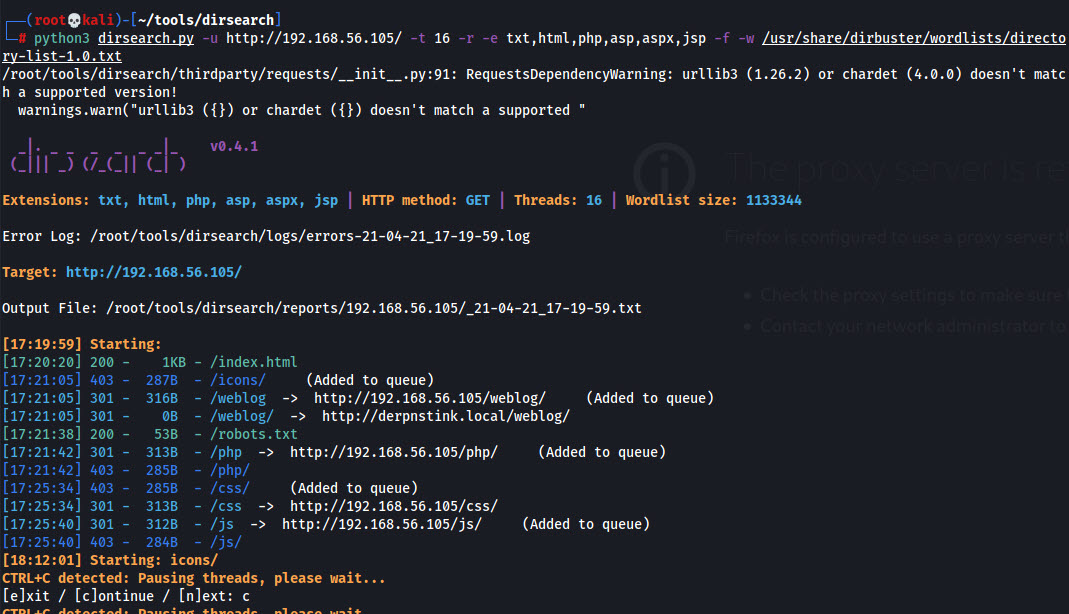 (root💀kali)-[~/tools/dirsearch]
# python3 dirsearch.py -u http://192.168.56.105/ -t 16 -r -e txt,html,php,asp,aspx,jsp -f -w /usr/share/dirbuster/wordlists/directo
ry-list-1.0.txt
/root/tools/dirsearch/thirdparty/requests/__init__.py:91: RequestsDependencyWarning: urllib3 (1.26.2) or chardet (4.0.0) doesn't matc
h a supported version!
warnings.warn("urllib3 ({}) or chardet ({}) doesn't match a supported "
dirsearch v0.4.1
The proxy server is re
Extensions: txt, html, php, asp, aspx, jsp | HTTP method: GET | Threads: 16 | Wordlist size: 1133344
Error Log: /root/tools/dirsearch/logs/errors-21-04-21_17-19-59.log
Firefox is configured to use a proxy server t
Target: http://192.168.56.105/
Check the proxy settings to make sure
Output File: /root/tools/dirsearch/reports/192.168.56.105/_21-04-21_17-19-59.txt
Contact your network administrator to
[17:19:59] Starting:
[17:20:20] 200 - 1KB - /index.html
[17:21:05] 403 - 287B - /icons/ (Added to queue)
[17:21:05] 301 - 316B - /weblog -> http://192.168.56.105/weblog/ (Added to queue)
[17:21:05] 301 - 0B - /weblog/ -> http://derpnstink.local/weblog/
[17:21:38] 200 - 53B - /robots.txt
[17:21:42] 301 - 313B - /php -> http://192.168.56.105/php/ (Added to queue)
[17:21:42] 403 - 285B - /php/
[17:25:34] 403 - 285B - /css/ (Added to queue)
[17:25:34] 301 - 313B - /css -> http://192.168.56.105/css/
[17:25:40] 301 - 312B - /js -> http://192.168.56.105/js/ (Added to queue)
[17:25:40] 403 - 284B - /js/
[18:12:01] Starting: icons/
CTRL+C detected: Pausing threads, please wait...
[e]xit / [c]ontinue / [n]ext: c
CTRL+C detected: Pausing threads, please wait